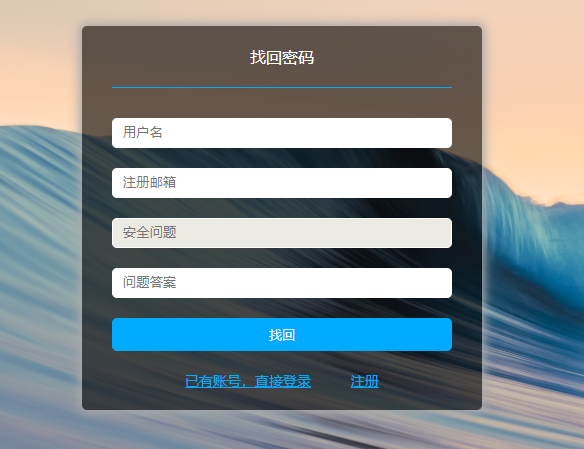 找回密码
用户名
注册邮箱
安全问题
问题答案
找回
已有账号，直接登录 注册